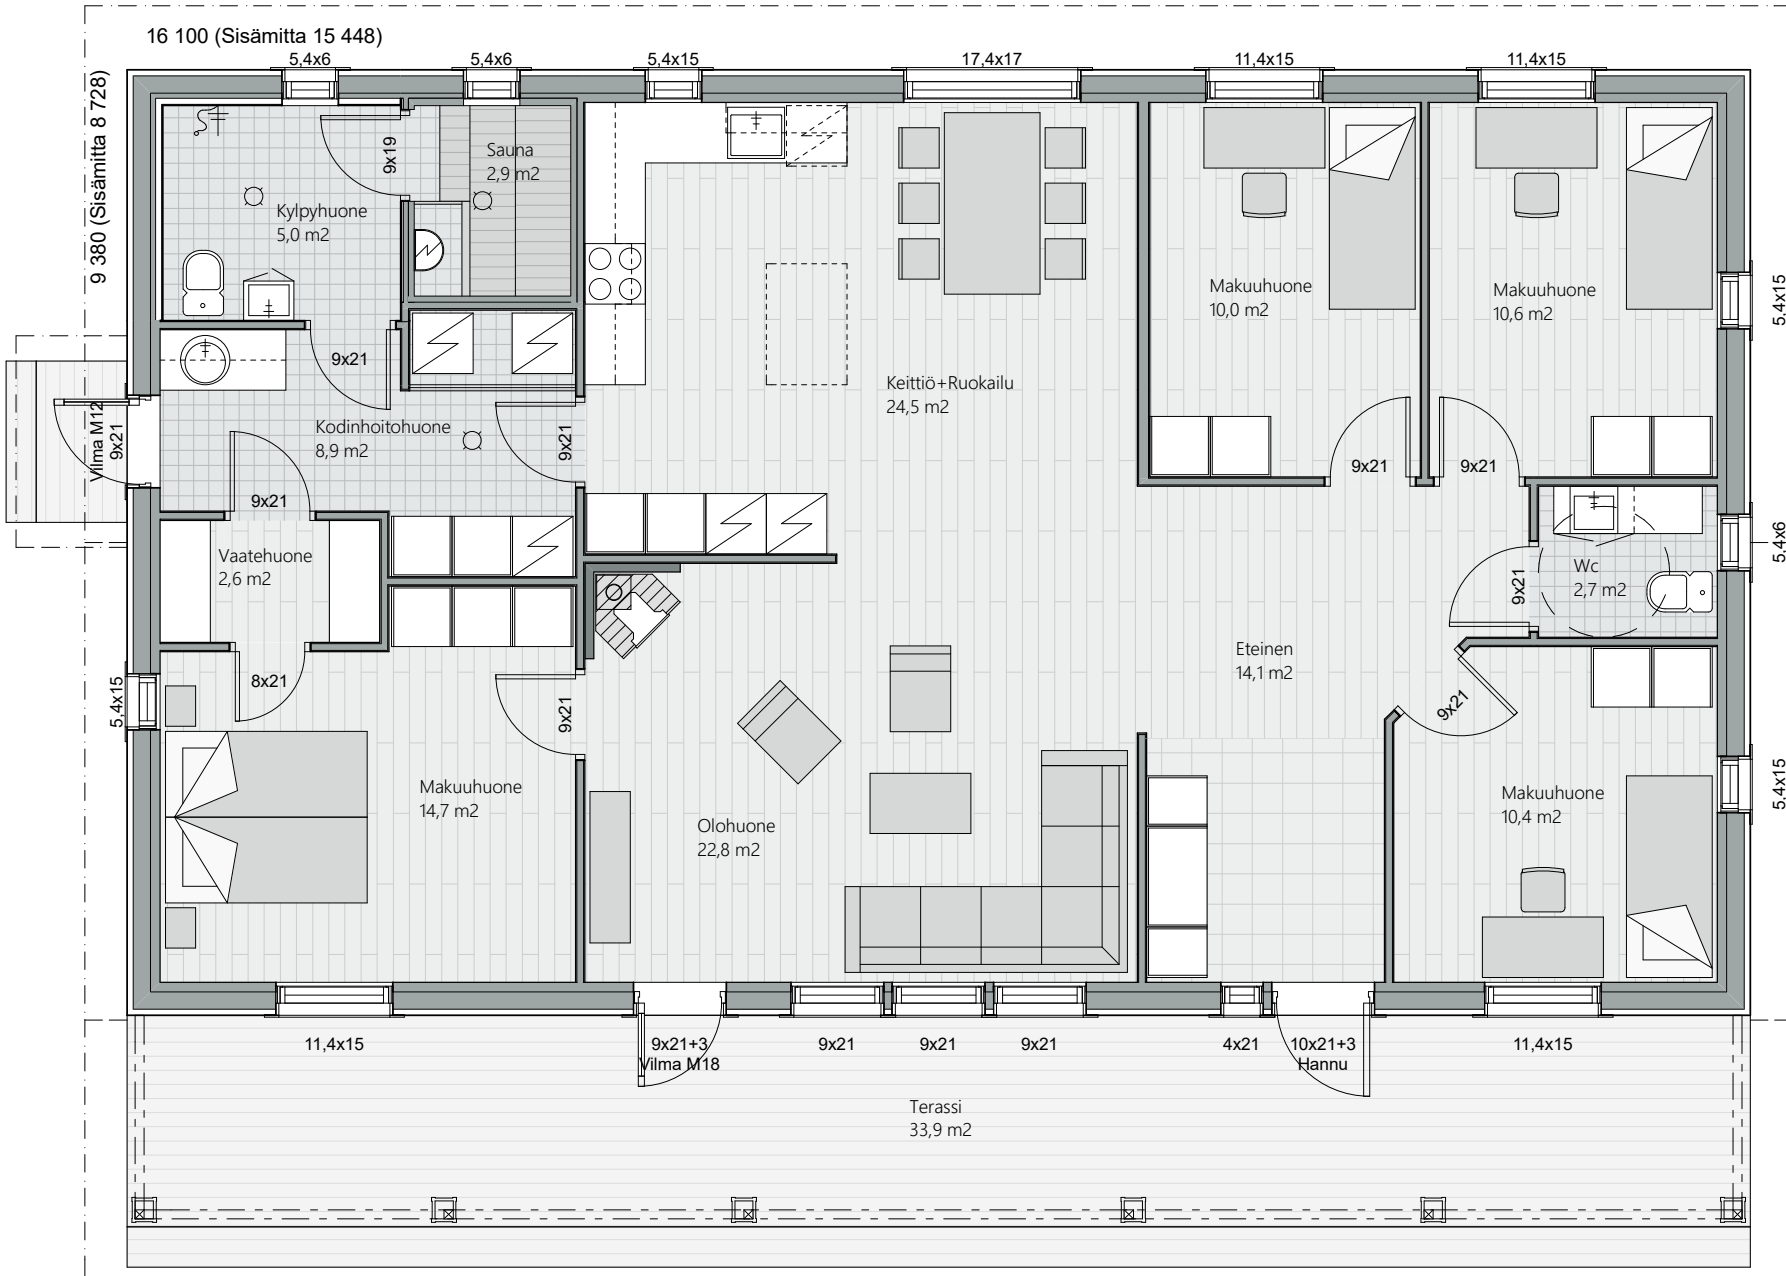 16 100 (Sisämitta 15 448)
9 380 (Sisämitta 8 728)
5,4x6
5,4x6
5,4x15
17,4x17
11,4x15
11,4x15
9x19
Sauna
2,9 m2
Kylpyhuone
5,0 m2
Makuuhuone
10,0 m2
Makuuhuone
10,6 m2
5,4x15
9x21
Keittiö+Ruokailu
24,5 m2
Vilma M12
9x21
Kodinhoitohuone
8,9 m2
9x21
9x21
9x21
9x21
Vaatehuone
2,6 m2
Wc
2,7 m2
9x21
5,4x6
Eteinen
14,1 m2
5,4x15
8x21
9x21
9x21
Makuuhuone
14,7 m2
Olohuone
22,8 m2
Makuuhuone
10,4 m2
5,4x15
11,4x15
9x21+3
Vilma M18
9x21
9x21
9x21
4x21
10x21+3
Hannu
11,4x15
Terassi
33,9 m2